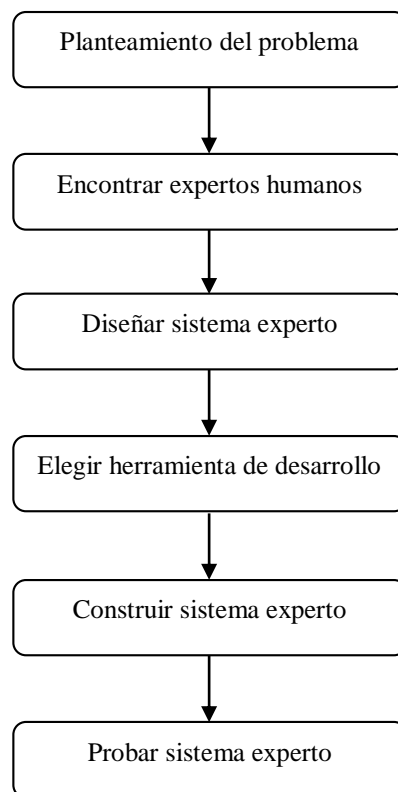 Planteamiento del problema
Encontrar expertos humanos
Diseñar sistema experto
Elegir herramienta de desarrollo
Construir sistema experto
Probar sistema experto